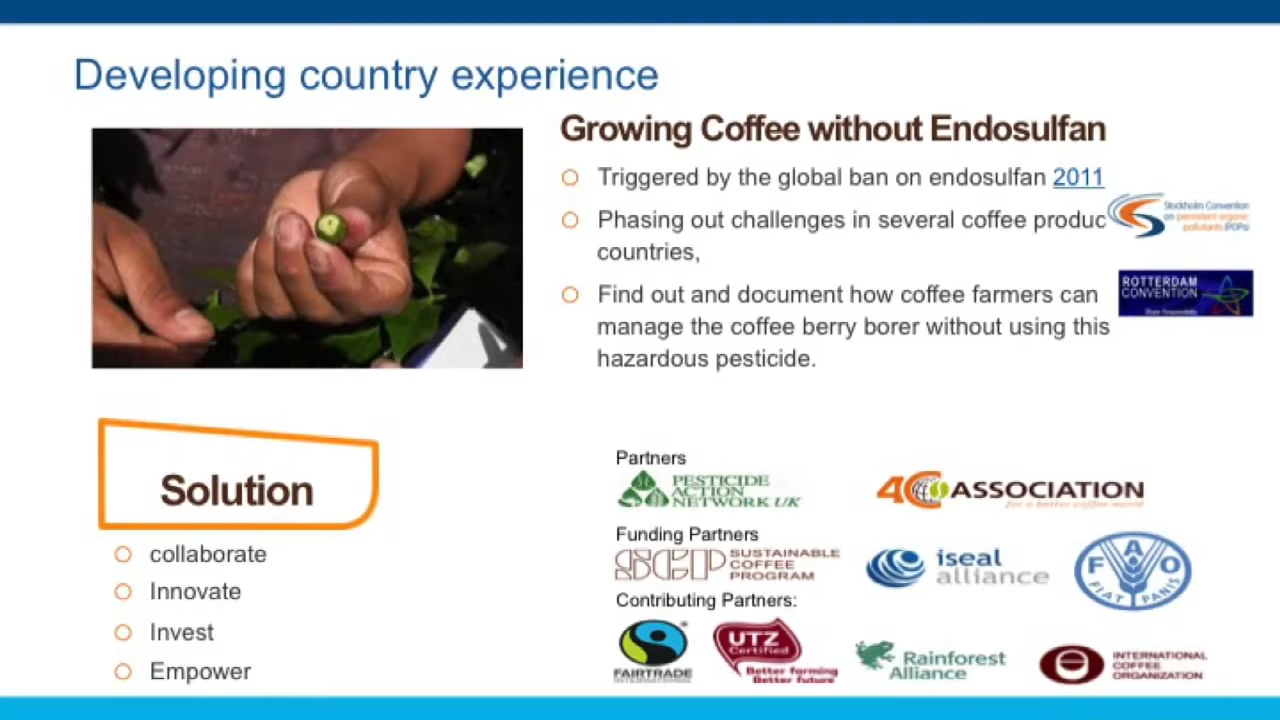 Developing country experience
Growing Coffee without Endosulfan
Triggered by the global ban on endosulfan 2011
Phasing out challenges in several coffee produc
countries,
Find out and document how coffee farmers can
manage the coffee berry borer without using this
hazardous pesticide.
Stockholm Convention
on persistent organic
pollutants (POPs)
ROTTERDAM
CONVENTION
Solution
collaborate
Innovate
Invest
Empower
Partners
PESTICIDE
ACTION
NETWORK UK
4C ASSOCIATION
for a better coffee world
Funding Partners
SCP SUSTAINABLE
COFFEE
PROGRAM
iseal
alliance
FAO
FIAT PANIS
Contributing Partners:
FAIRTRADE
INTERNATIONAL
UTZ
Certified
Better farming
Better future
Rainforest
Alliance
INTERNATIONAL
COFFEE
ORGANIZATION